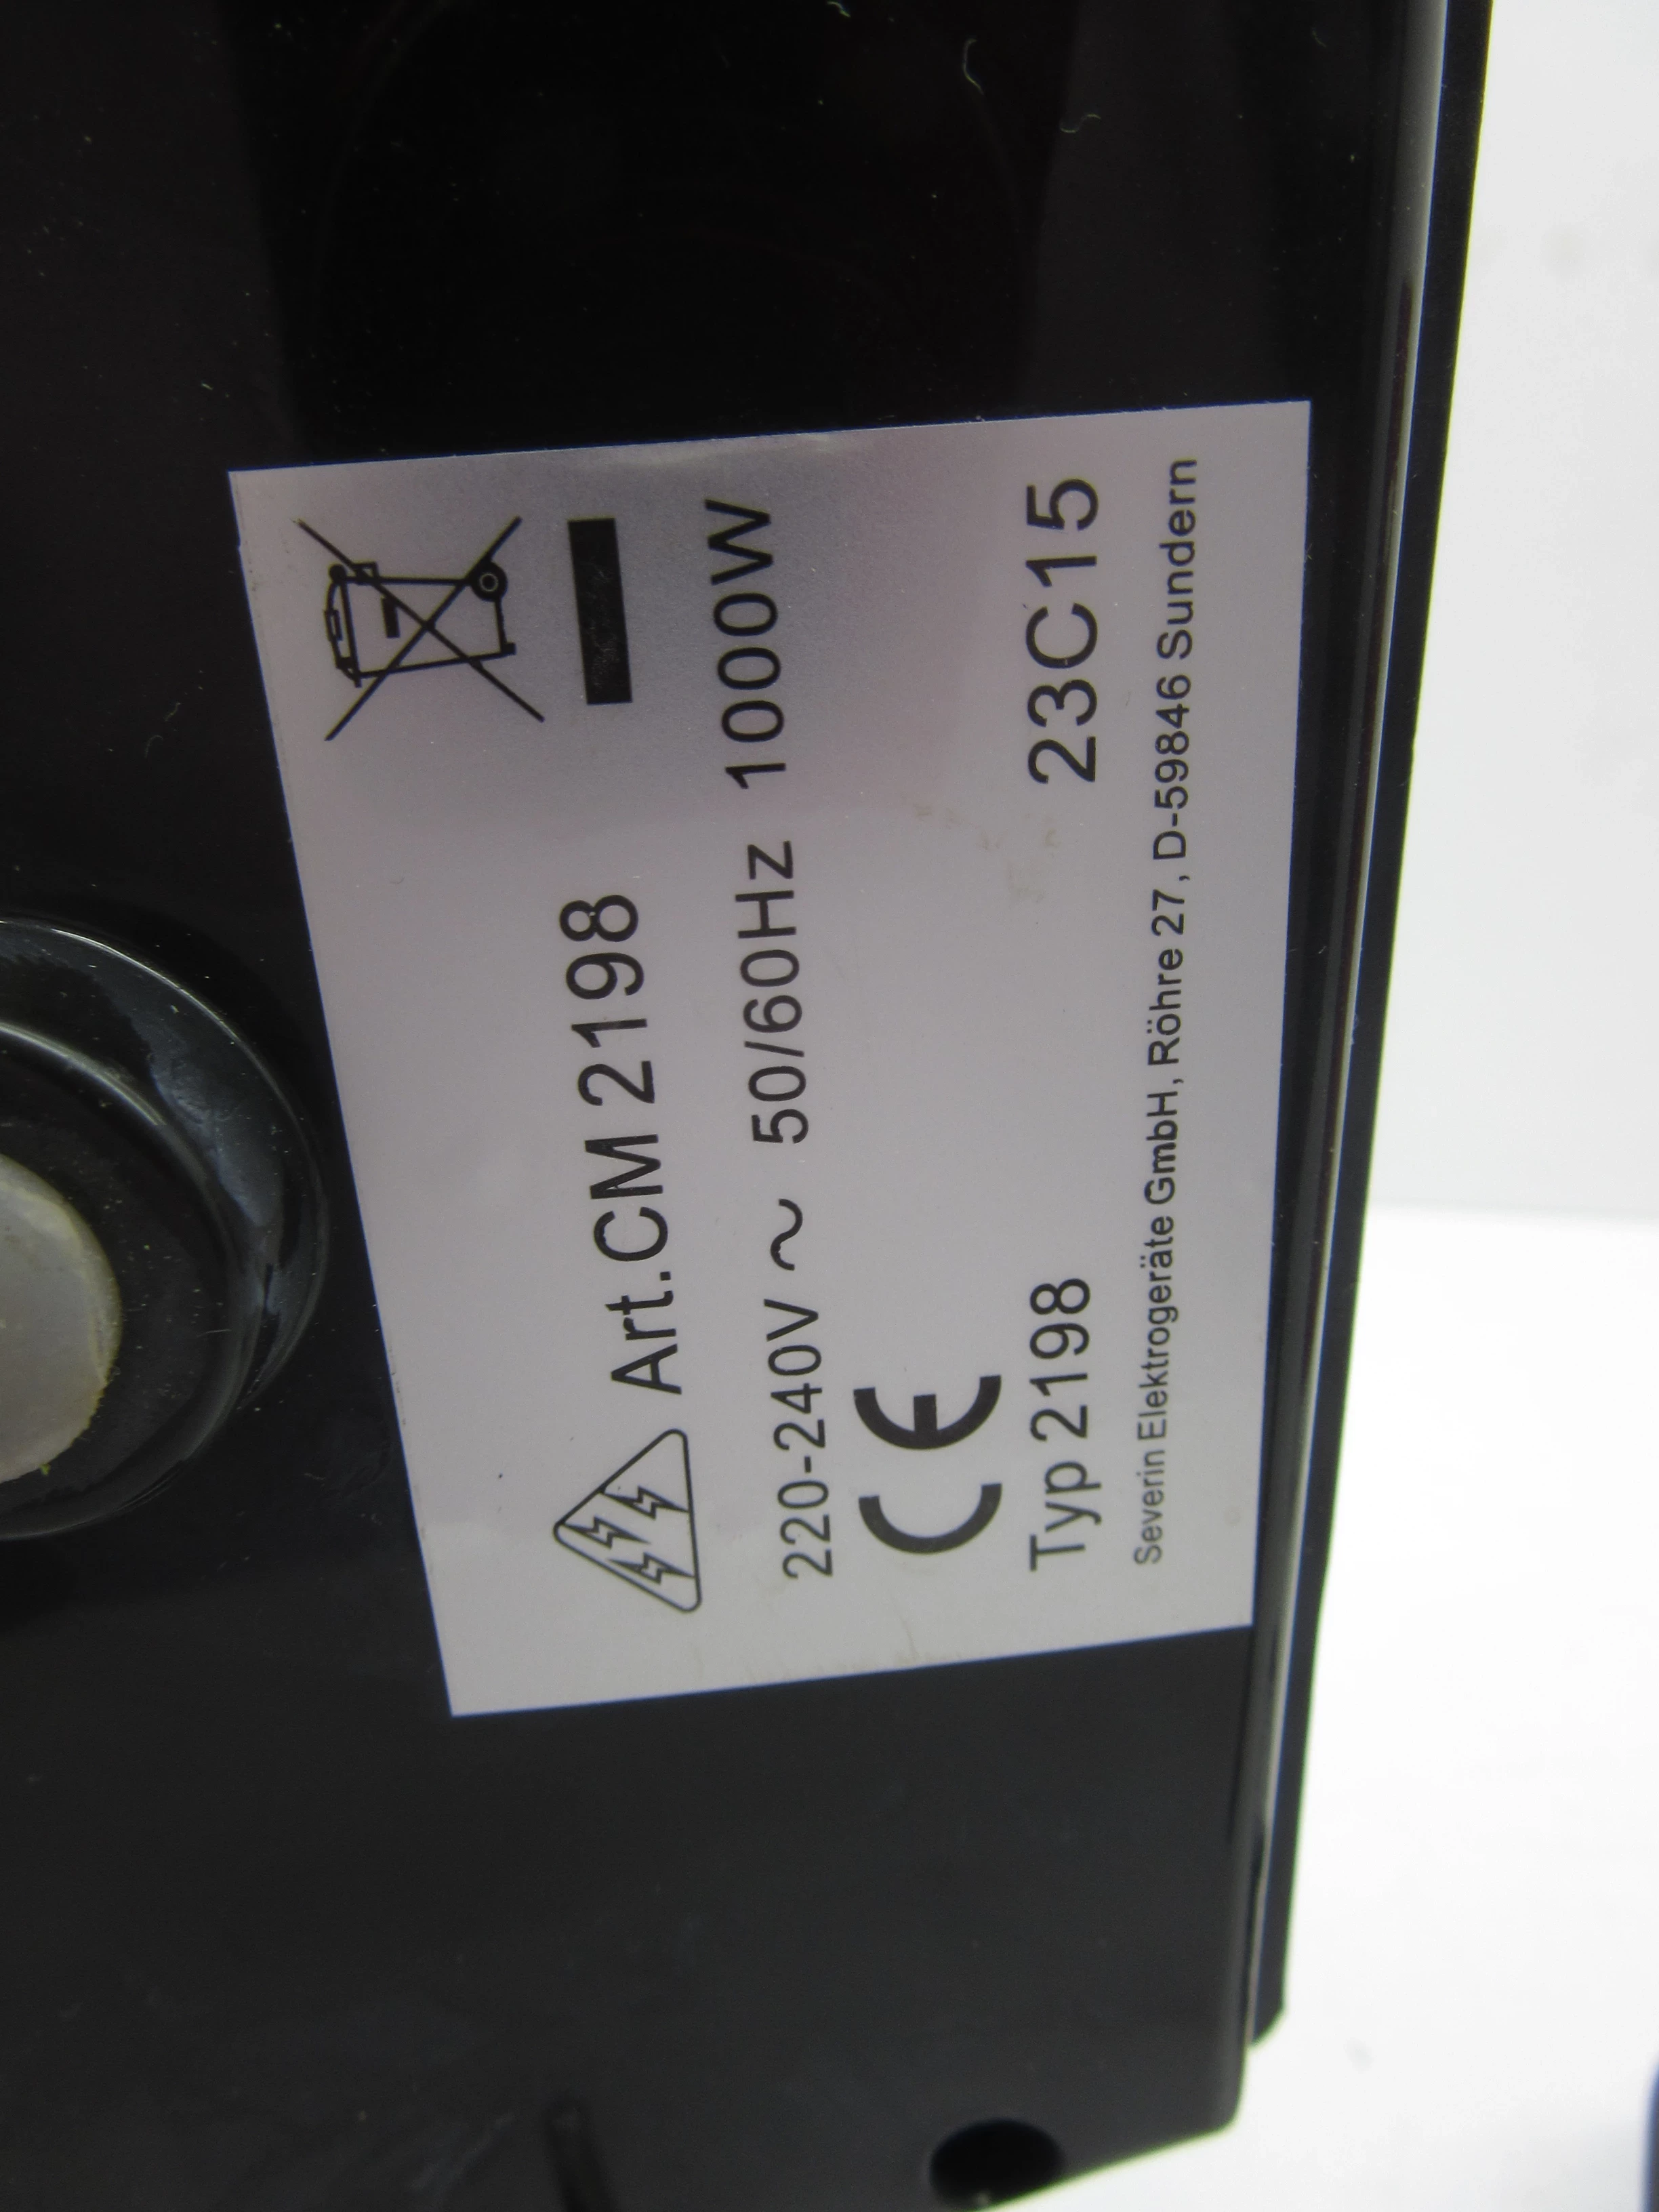 Art.CM 2198
220-240V ~ 50/60Hz 1000W
CE
Typ 2198 23C15
Severin Elektrogeräte GmbH, Röhre 27, D-59846 Sundern